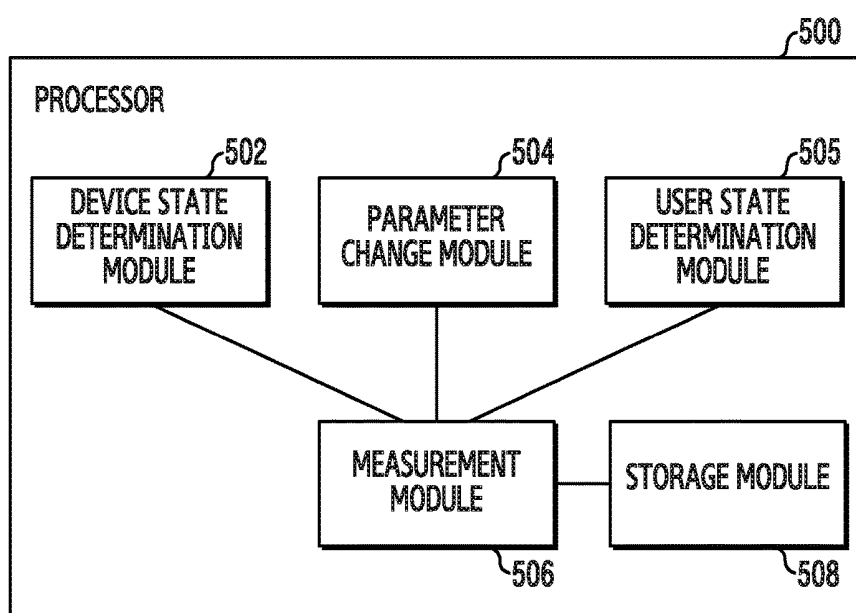 500
PROCESSOR
502
504
505
DEVICE STATE
DETERMINATION
MODULE
PARAMETER
CHANGE MODULE
USER STATE
DETERMINATION
MODULE
MEASUREMENT
MODULE
STORAGE MODULE
506
508